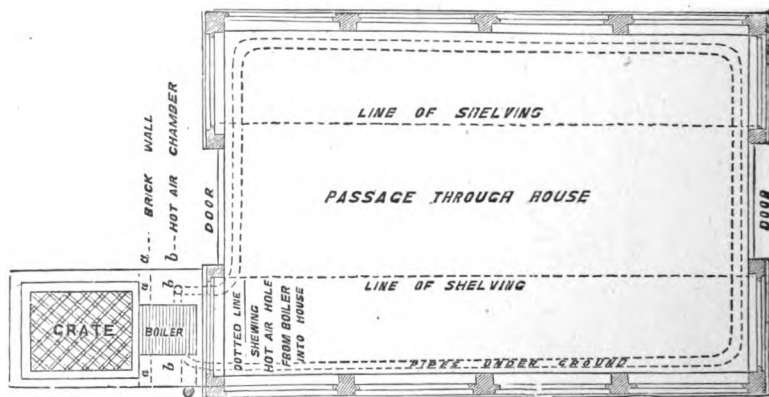 LINE OF SHELVING
PASSAGE THROUGH HOUSE
LINE OF SHELVING
PIPES UNDER GROUND
DOOR
DOOR
a --- BRICK WALL
b --- HOT AIR CHAMBER
a
b
GRATE
BOILER
a
b
DOTTED LINE
SHEWING
HOT AIR HOLE
FROM BOILER
INTO HOUSE